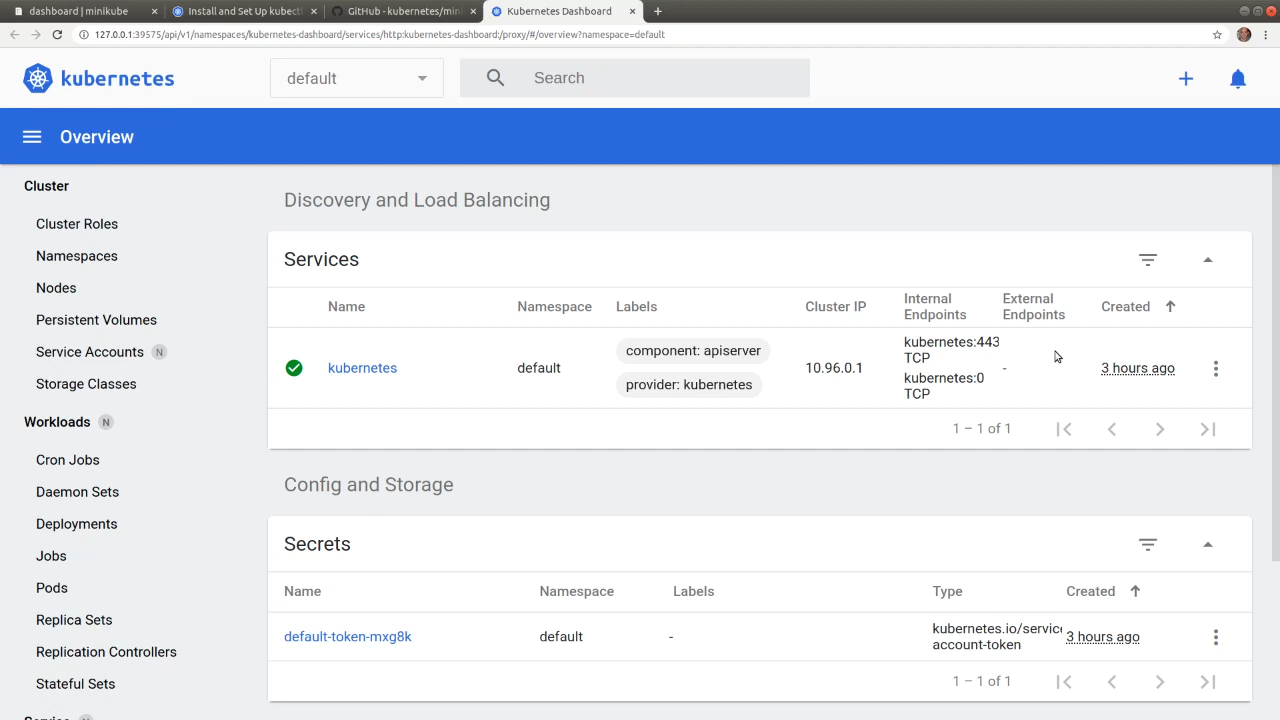 dashboard | minikube
Install and Set Up kubect
GitHub - kubernetes/mini
Kubernetes Dashboard
127.0.0.1:39575/api/v1/namespaces/kubernetes-dashboard/services/http:kubernetes-dashboard:/proxy/#/overview?namespace=default
kubernetes
default
Search
Overview
Cluster
Cluster Roles
Namespaces
Nodes
Persistent Volumes
Service Accounts N
Storage Classes
Workloads N
Cron Jobs
Daemon Sets
Deployments
Jobs
Pods
Replica Sets
Replication Controllers
Stateful Sets
Discovery and Load Balancing
Services
Name Namespace Labels Cluster IP Internal Endpoints External Endpoints Created
kubernetes default component: apiserver provider: kubernetes 10.96.0.1 kubernetes:443 TCP kubernetes:0 TCP - 3 hours ago
1 – 1 of 1
Config and Storage
Secrets
Name Namespace Labels Type Created
default-token-mxg8k default - kubernetes.io/service account-token 3 hours ago
1 – 1 of 1